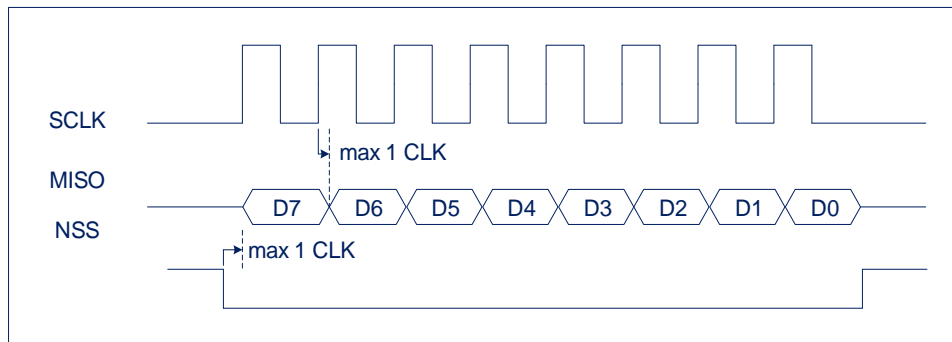 SCLK
max 1 CLK
MISO
D7 D6 D5 D4 D3 D2 D1 D0
NSS
max 1 CLK